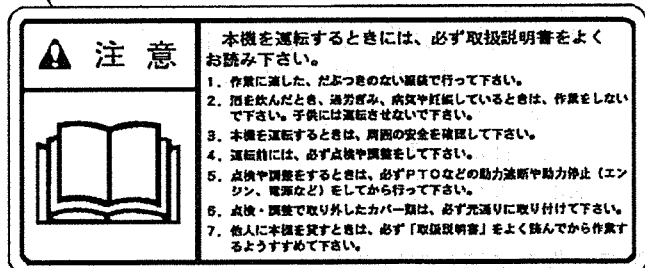 ⚠ 注 意
本機を運転するときには、必ず取扱説明書をよく
お読み下さい。
1. 作業に適した、だぶつきのない服装で行って下さい。
2. 酒を飲んだとき、過労ぎみ、病気や妊娠しているときは、作業をしない
で下さい。子供には運転させないで下さい。
3. 本機を運転するときは、周囲の安全を確認して下さい。
4. 運転前には、必ず点検や調整をして下さい。
5. 点検や調整をするときは、必ずPTOなどの動力遮断や動力停止（エン
ジン、電源など）をしてから行って下さい。
6. 点検・調整で取り外したカバー類は、必ず元通りに取り付けて下さい。
7. 他人に本機を貸すときは、必ず「取扱説明書」をよく読んでから作業す
るようすすめて下さい。